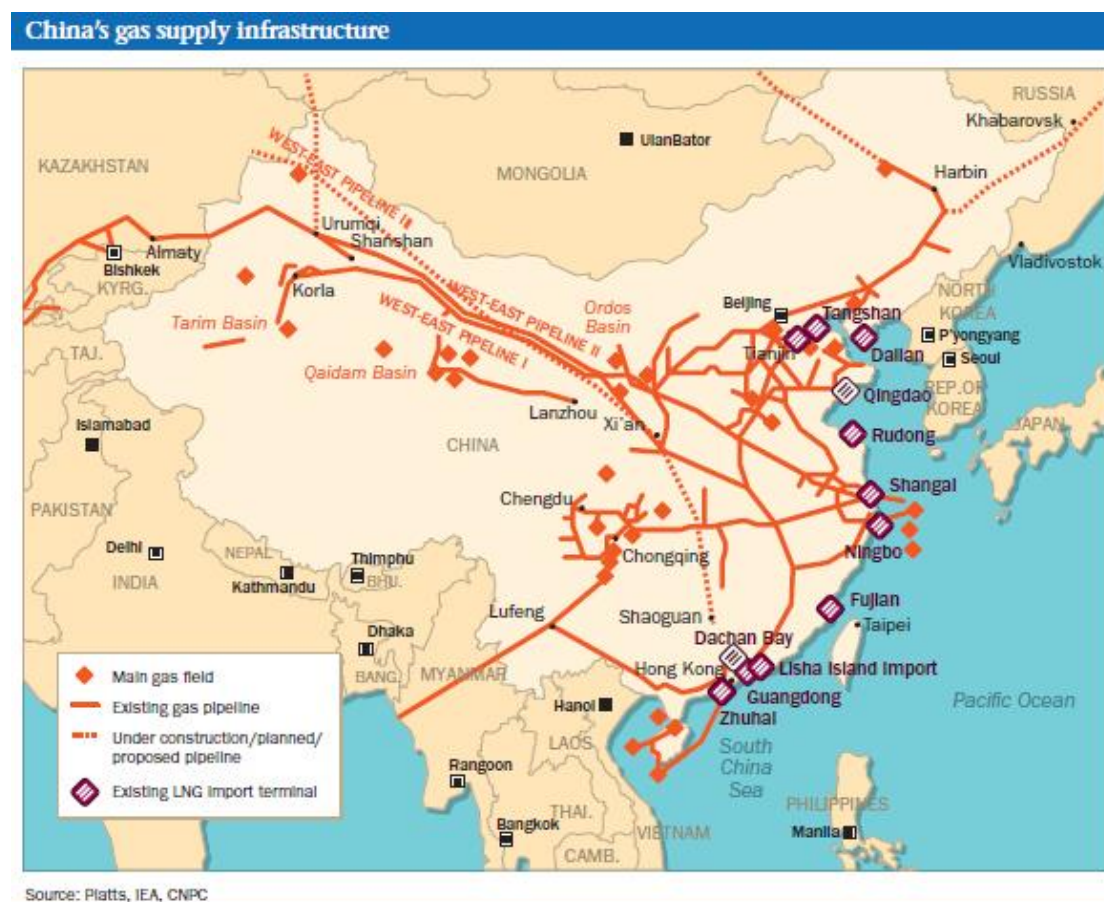 China's gas supply infrastructure
RUSSIA
Khabarovsk
UlanBator
KAZAKHSTAN
MONGOLIA
Harbin
WEST-EAST PIPELINE III
Urumqi
Shanshan
Almaty
Bishkek
KYRG.
Korla
Vladivostok
NORTH
KOREA
Beijing
Ordos
Basin
WEST-EAST PIPELINE II
WEST-EAST PIPELINE I
Tangshan
Tarim Basin
P'yongyang
Tianjin
Dalian
Seoul
TAJ.
Qaidam Basin
Qingdao
REP.OF
KOREA
Lanzhou
Xi'an
JAPAN
Islamabad
Rudong
CHINA
Shangai
Chengdu
PAKISTAN
Delhi
NEPAL
Thimphu
BHU.
Chongqing
Ningbo
INDIA
Kathmandu
Fujian
Lufeng
Shaoguan
Taipei
Dhaka
Dachan Bay
BANG.
MYANMAR
Hong Kong
Lisha Island Import
Guangdong
Zhuhai
Hanoi
Pacific Ocean
LAOS
South
China
Sea
Rangoon
THAI.
PHILIPPINES
Bangkok
VIETNAM
Manila
CAMB.
Main gas field
Existing gas pipeline
Under construction/planned/
proposed pipeline
Existing LNG import terminal
Source: Platts, IEA, CNPC